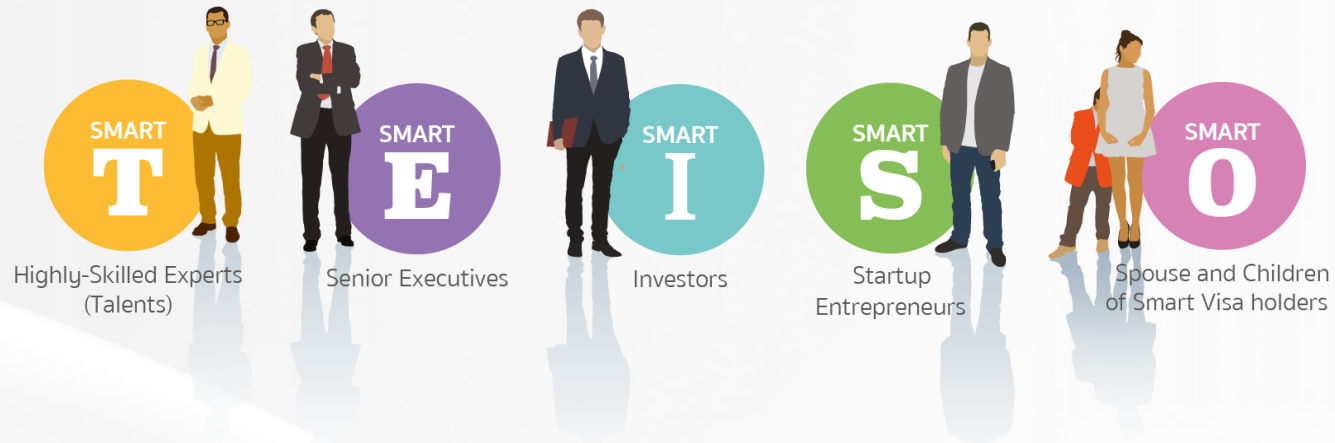 SMART
T
Highly-Skilled Experts
(Talents)
SMART
E
Senior Executives
SMART
I
Investors
SMART
S
Startup
Entrepreneurs
SMART
O
Spouse and Children
of Smart Visa holders